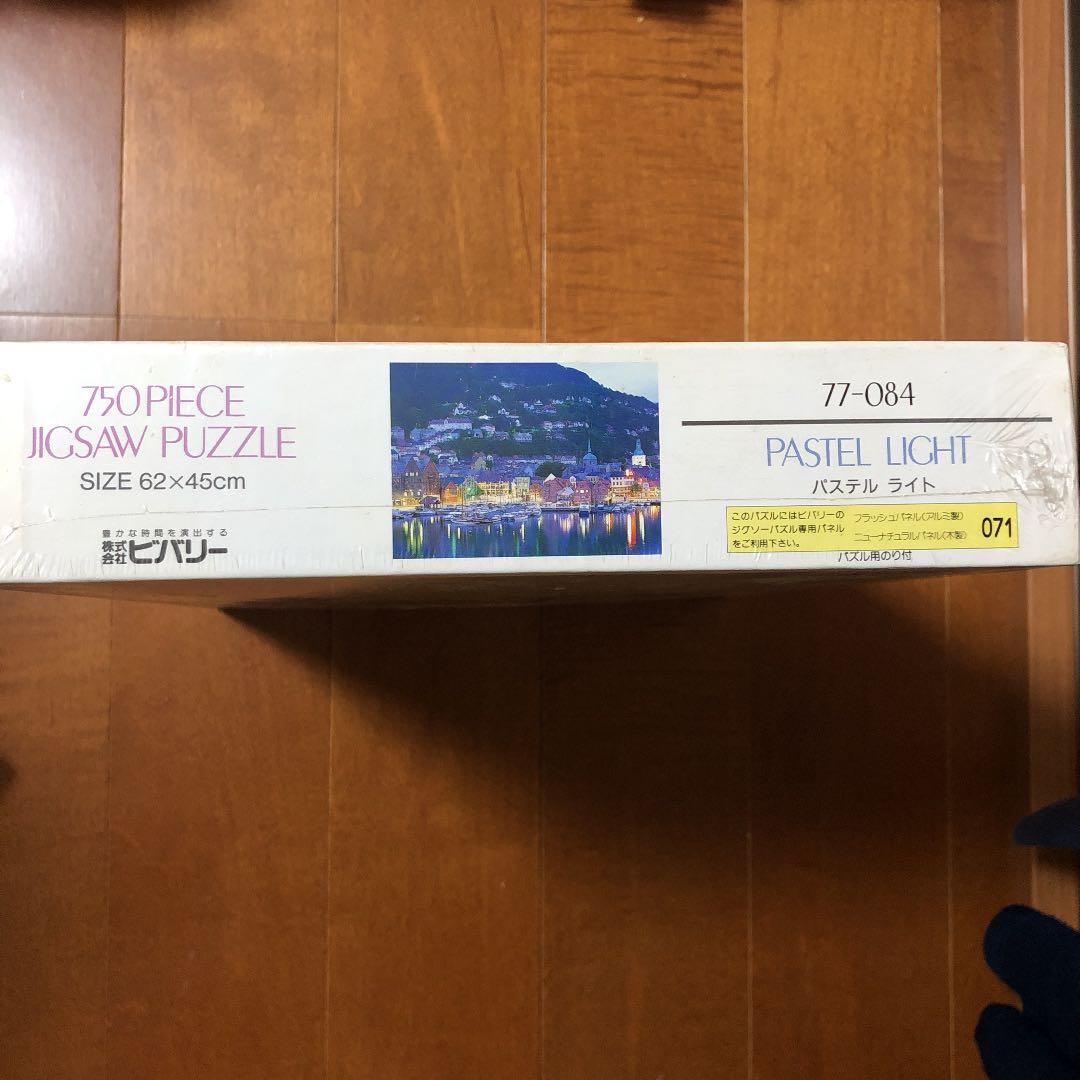 750 PIECE
JIGSAW PUZZLE
SIZE 62×45cm
豊かな時間を演出する
株式会社 ビバリー
77-084
PASTEL LIGHT
パステル ライト
このパズルにはビバリーの
ジグソーパズル専用パネル
をご利用下さい。
フラッシュパネル(アルミ製)
ニューナチュラルパネル(木製)
071
パズル用のり付